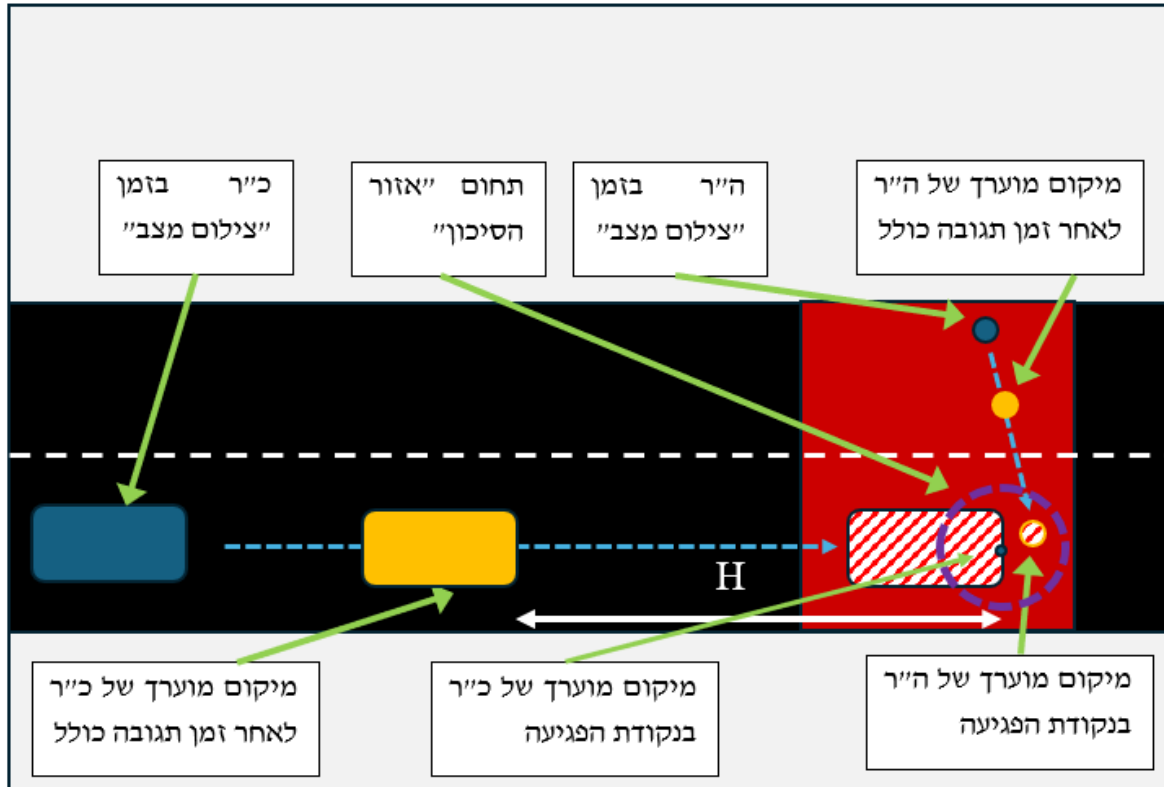 מיקום מוערך של ה״ר
לאחר זמן תגובה כולל
ה״ר בזמן
״צילום מצב״
תחום ״אזור
הסיכון״
כ״ר בזמן
״צילום מצב״
H
מיקום מוערך של ה״ר
בנקודת הפגיעה
מיקום מוערך של כ״ר
בנקודת הפגיעה
מיקום מוערך של כ״ר
לאחר זמן תגובה כולל